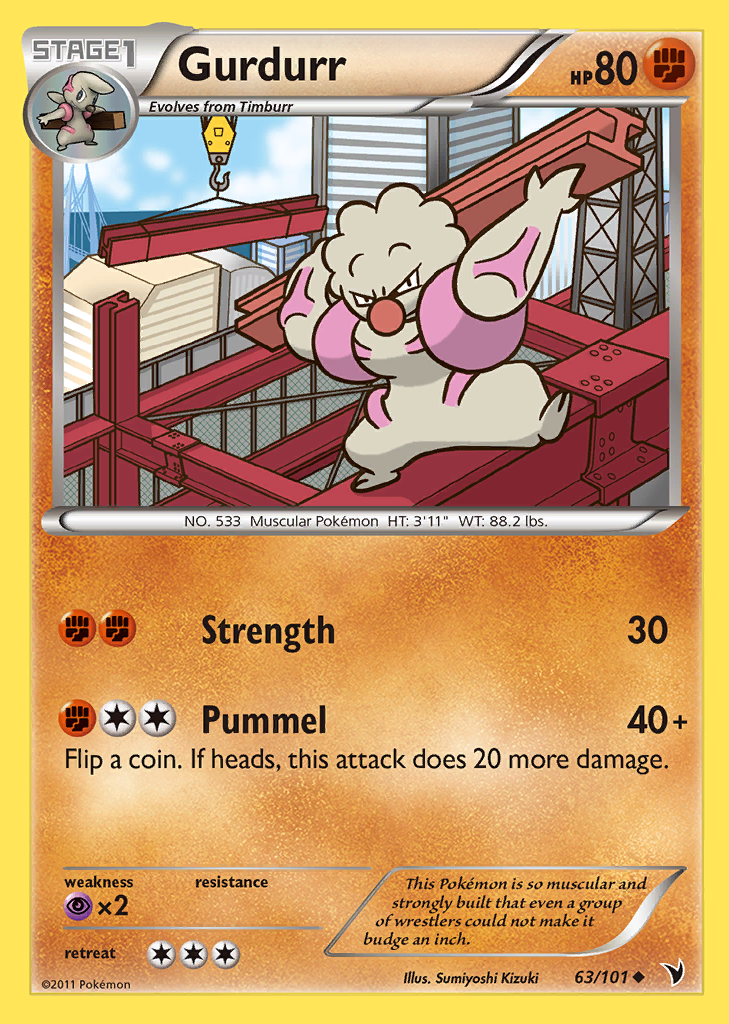 STAGE1
Gurdurr
HP80
Evolves from Timburr
NO. 533 Muscular Pokémon HT: 3'11" WT: 88.2 lbs.
Strength 30
Pummel 40+
Flip a coin. If heads, this attack does 20 more damage.
weakness resistance
×2
retreat
This Pokémon is so muscular and
strongly built that even a group
of wrestlers could not make it
budge an inch.
Illus. Sumiyoshi Kizuki 63/101
©2011 Pokémon